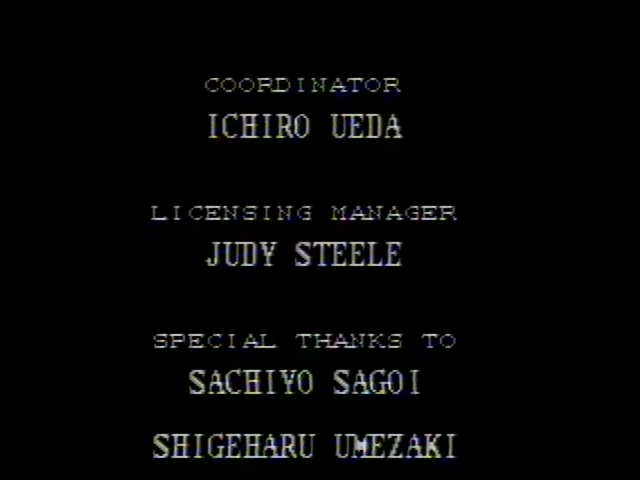 COORDINATOR
ICHIRO UEDA
LICENSING MANAGER
JUDY STEELE
SPECIAL THANKS TO
SACHIYO SAGOI
SHIGEHARU UMEZAKI